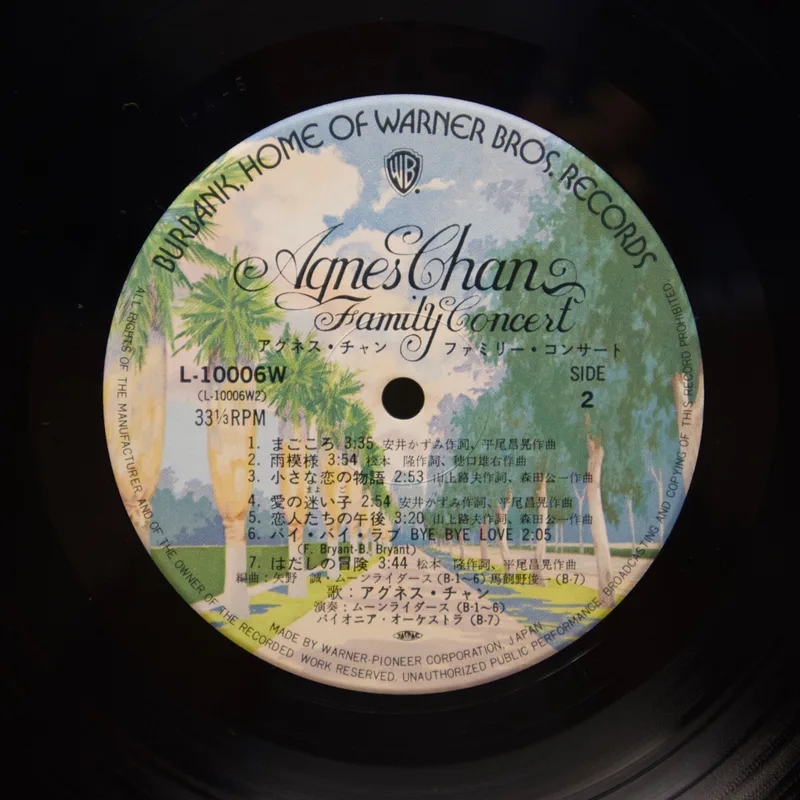 BURBANK, HOME OF WARNER BROS. RECORDS
WB
Agnes Chan
Family Concert
アグネス・チャン ファミリー・コンサート
L-10006W SIDE
(L-10006W2) 2
33⅓RPM
1. まごころ 3:35 安井かずみ作詞、平尾昌晃作曲
2. 雨模様 3:54 松本 隆作詞、穂口雄右作曲
3. 小さな恋の物語 2:53 山上路夫作詞、森田公一作曲
4. 愛の迷い子 2:54 安井かずみ作詞、平尾昌晃作曲
5. 恋人たちの午後 3:20 山上路夫作詞、森田公一作曲
6. バイ・バイ・ラブ BYE BYE LOVE 2:05
(F. Bryant-B. Bryant)
7. はだしの冒険 3:44 松本 隆作詞、平尾昌晃作曲
編曲：矢野 誠・ムーンライダース (B-1~6) 馬飼野俊一 (B-7)
歌：アグネス・チャン
演奏：ムーンライダース (B-1~6)
パイオニア・オーケストラ (B-7)
MADE BY WARNER-PIONEER CORPORATION, JAPAN
ALL RIGHTS OF THE MANUFACTURER AND OF THE OWNER OF THE RECORDED WORK RESERVED. UNAUTHORIZED PUBLIC PERFORMANCE, BROADCASTING AND COPYING OF THIS RECORD PROHIBITED.